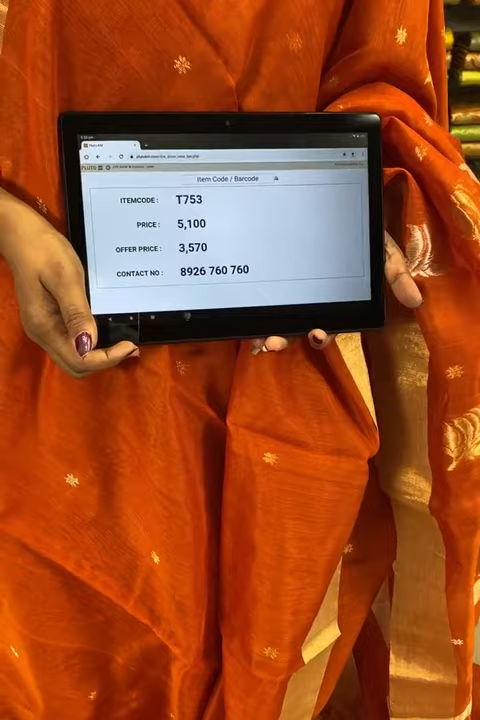 Item Code / Barcode
ITEMCODE : T753
PRICE : 5,100
OFFER PRICE : 3,570
CONTACT NO : 8926 760 760